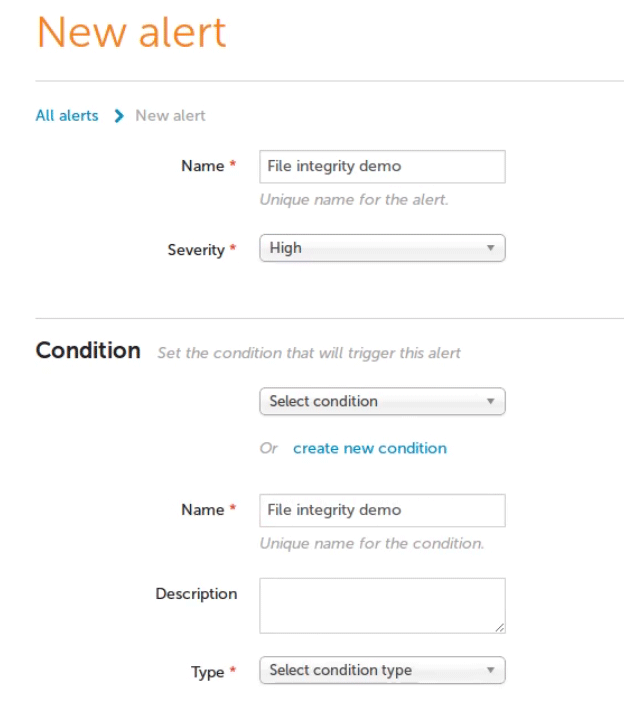 New alert
All alerts > New alert
Name * File integrity demo
Unique name for the alert.
Severity * High
Condition Set the condition that will trigger this alert
Select condition
Or create new condition
Name * File integrity demo
Unique name for the condition.
Description
Type * Select condition type